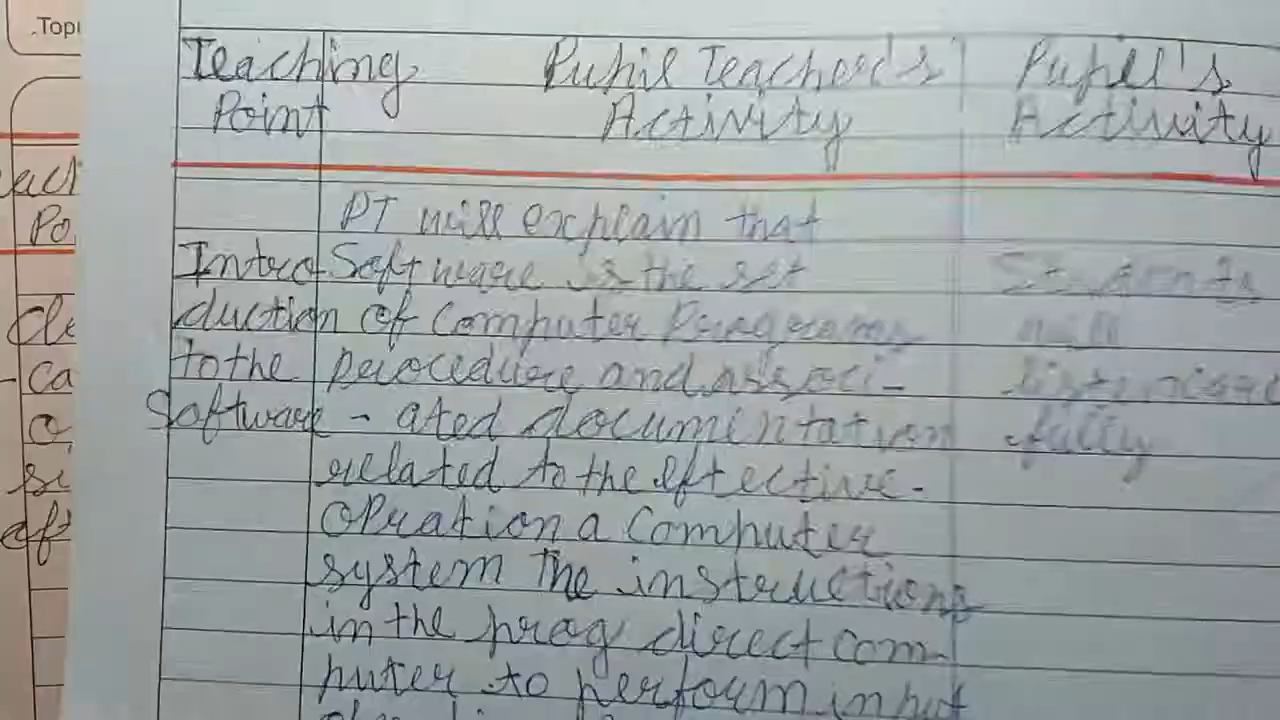 .Topi
Teaching Pupil Teacher's Pupil's
Point Activity Activity
PT will explain that
Intro Software is the set Students
duction of Computer Programs will
to the procedure and associ- listen care
Software - ated documentation fully
related to the effective.
opration a Computer
system The instructions
in the prog direct com-
puter to perform input